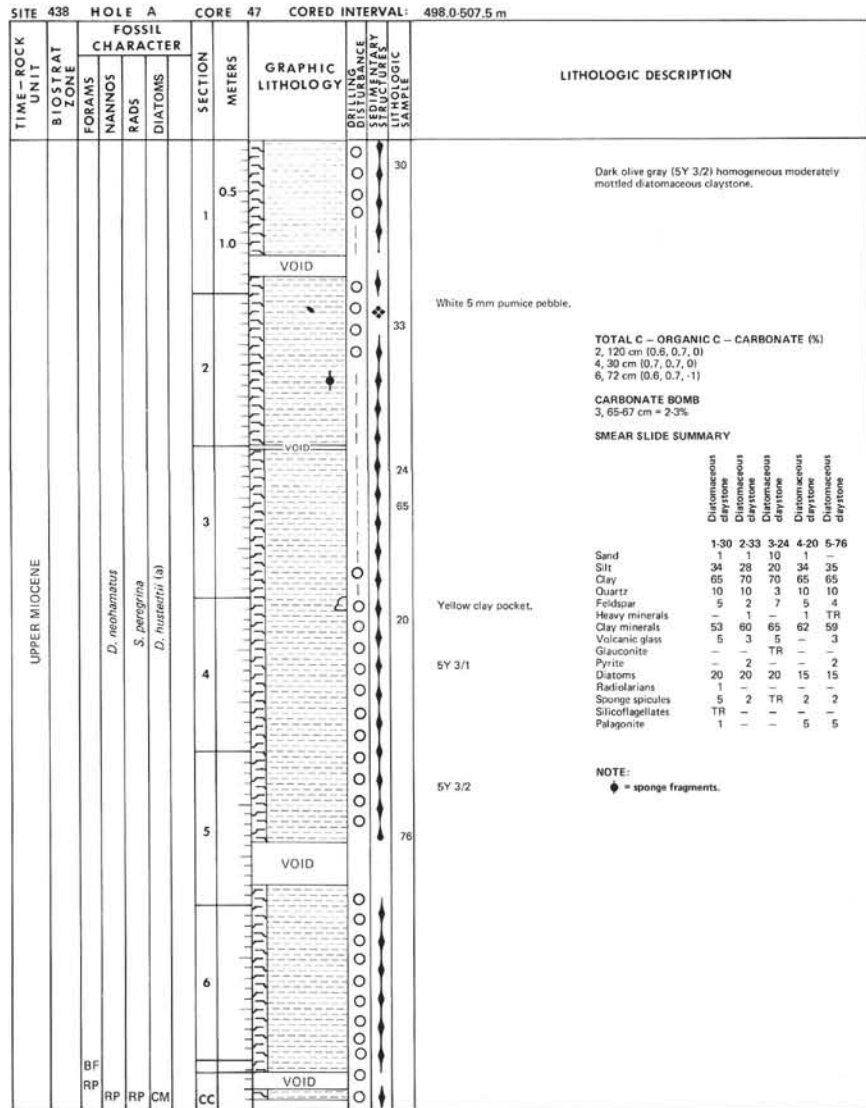 SITE 438 HOLE A CORE 47 CORED INTERVAL: 498.0-507.5 m
TIME-ROCK UNIT
BIOSTRAT ZONE
FOSSIL CHARACTER
FORAMS
NANNOS
RADS
DIATOMS
SECTION
METERS
GRAPHIC LITHOLOGY
DRILLING DISTURBANCE
SEDIMENTARY STRUCTURES
LITHOLOGIC SAMPLE
LITHOLOGIC DESCRIPTION
UPPER MIOCENE
D. neohamatus
S. peregrina
D. hustedtii (a)
BF
RP
RP RP CM
1
0.5
1.0
VOID
2
VOID
3
4
5
VOID
6
VOID
CC
30
33
24
65
20
76
White 5 mm pumice pebble.
Yellow clay pocket.
5Y 3/1
5Y 3/2
Dark olive gray (5Y 3/2) homogeneous moderately
mottled diatomaceous claystone.
TOTAL C – ORGANIC C – CARBONATE (%)
2, 120 cm (0.6, 0.7, 0)
4, 30 cm (0.7, 0.7, 0)
6, 72 cm (0.6, 0.7, -1)
CARBONATE BOMB
3, 65-67 cm = 2-3%
SMEAR SLIDE SUMMARY
Diatomaceous claystone
Diatomaceous claystone
Diatomaceous claystone
Diatomaceous claystone
Diatomaceous claystone
1-30 2-33 3-24 4-20 5-76
Sand 1 1 10 1 –
Silt 34 28 20 34 35
Clay 65 70 70 65 65
Quartz 10 10 3 10 10
Feldspar 5 2 7 5 4
Heavy minerals – 1 – 1 TR
Clay minerals 53 60 65 62 59
Volcanic glass 5 3 5 – 3
Glauconite – – TR – –
Pyrite – 2 – – 2
Diatoms 20 20 20 15 15
Radiolarians 1 – – – –
Sponge spicules 5 2 TR 2 2
Silicoflagellates TR – – – –
Palagonite 1 – – 5 5
NOTE:
= sponge fragments.